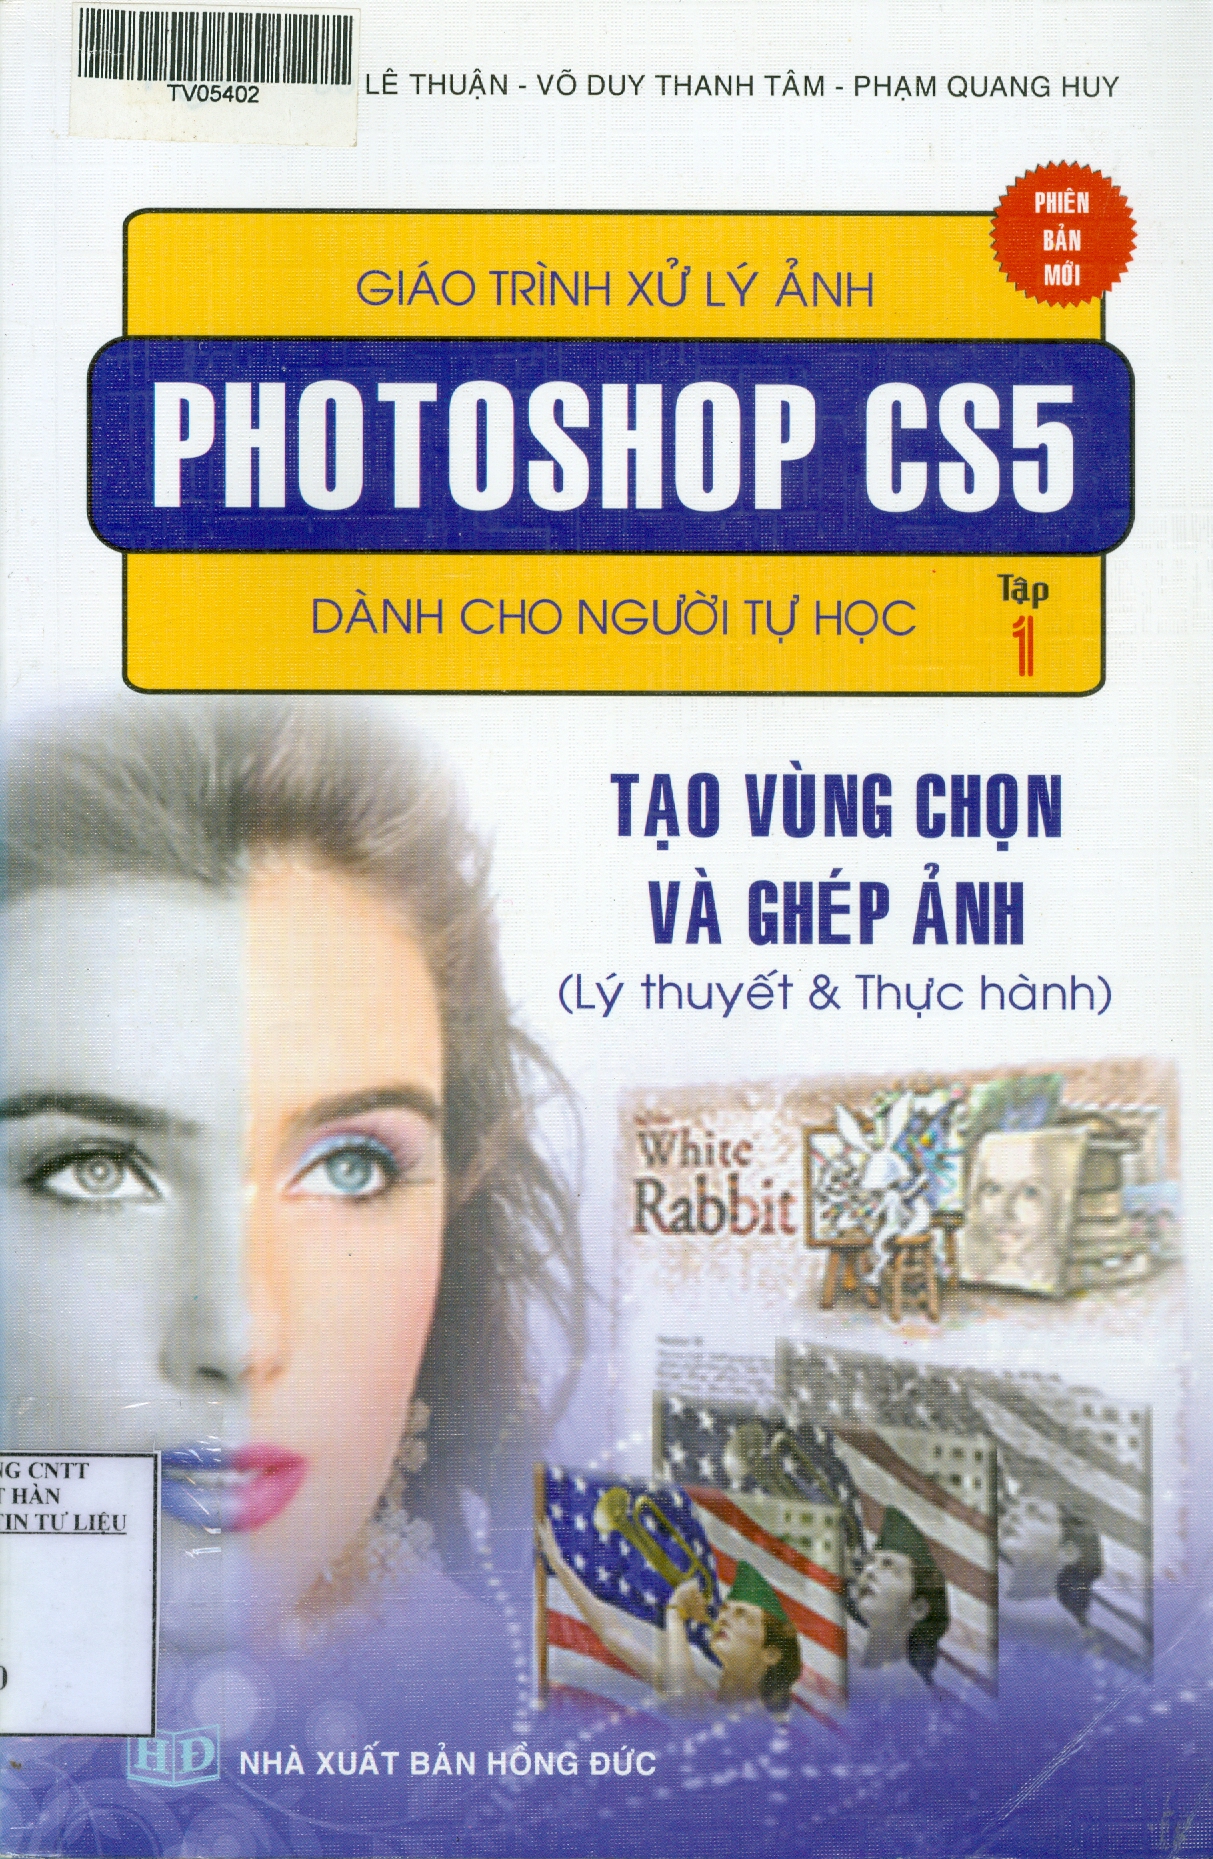 TV05402
LÊ THUẬN - VÕ DUY THANH TÂM - PHẠM QUANG HUY
PHIÊN
BẢN
MỚI
GIÁO TRÌNH XỬ LÝ ẢNH
PHOTOSHOP CS5
DÀNH CHO NGƯỜI TỰ HỌC
Tập
1
TẠO VÙNG CHỌN
VÀ GHÉP ẢNH
(Lý thuyết & Thực hành)
White
Rabbit
NG CNTT
T HÀN
TIN TƯ LIỆU
HĐ
NHÀ XUẤT BẢN HỒNG ĐỨC